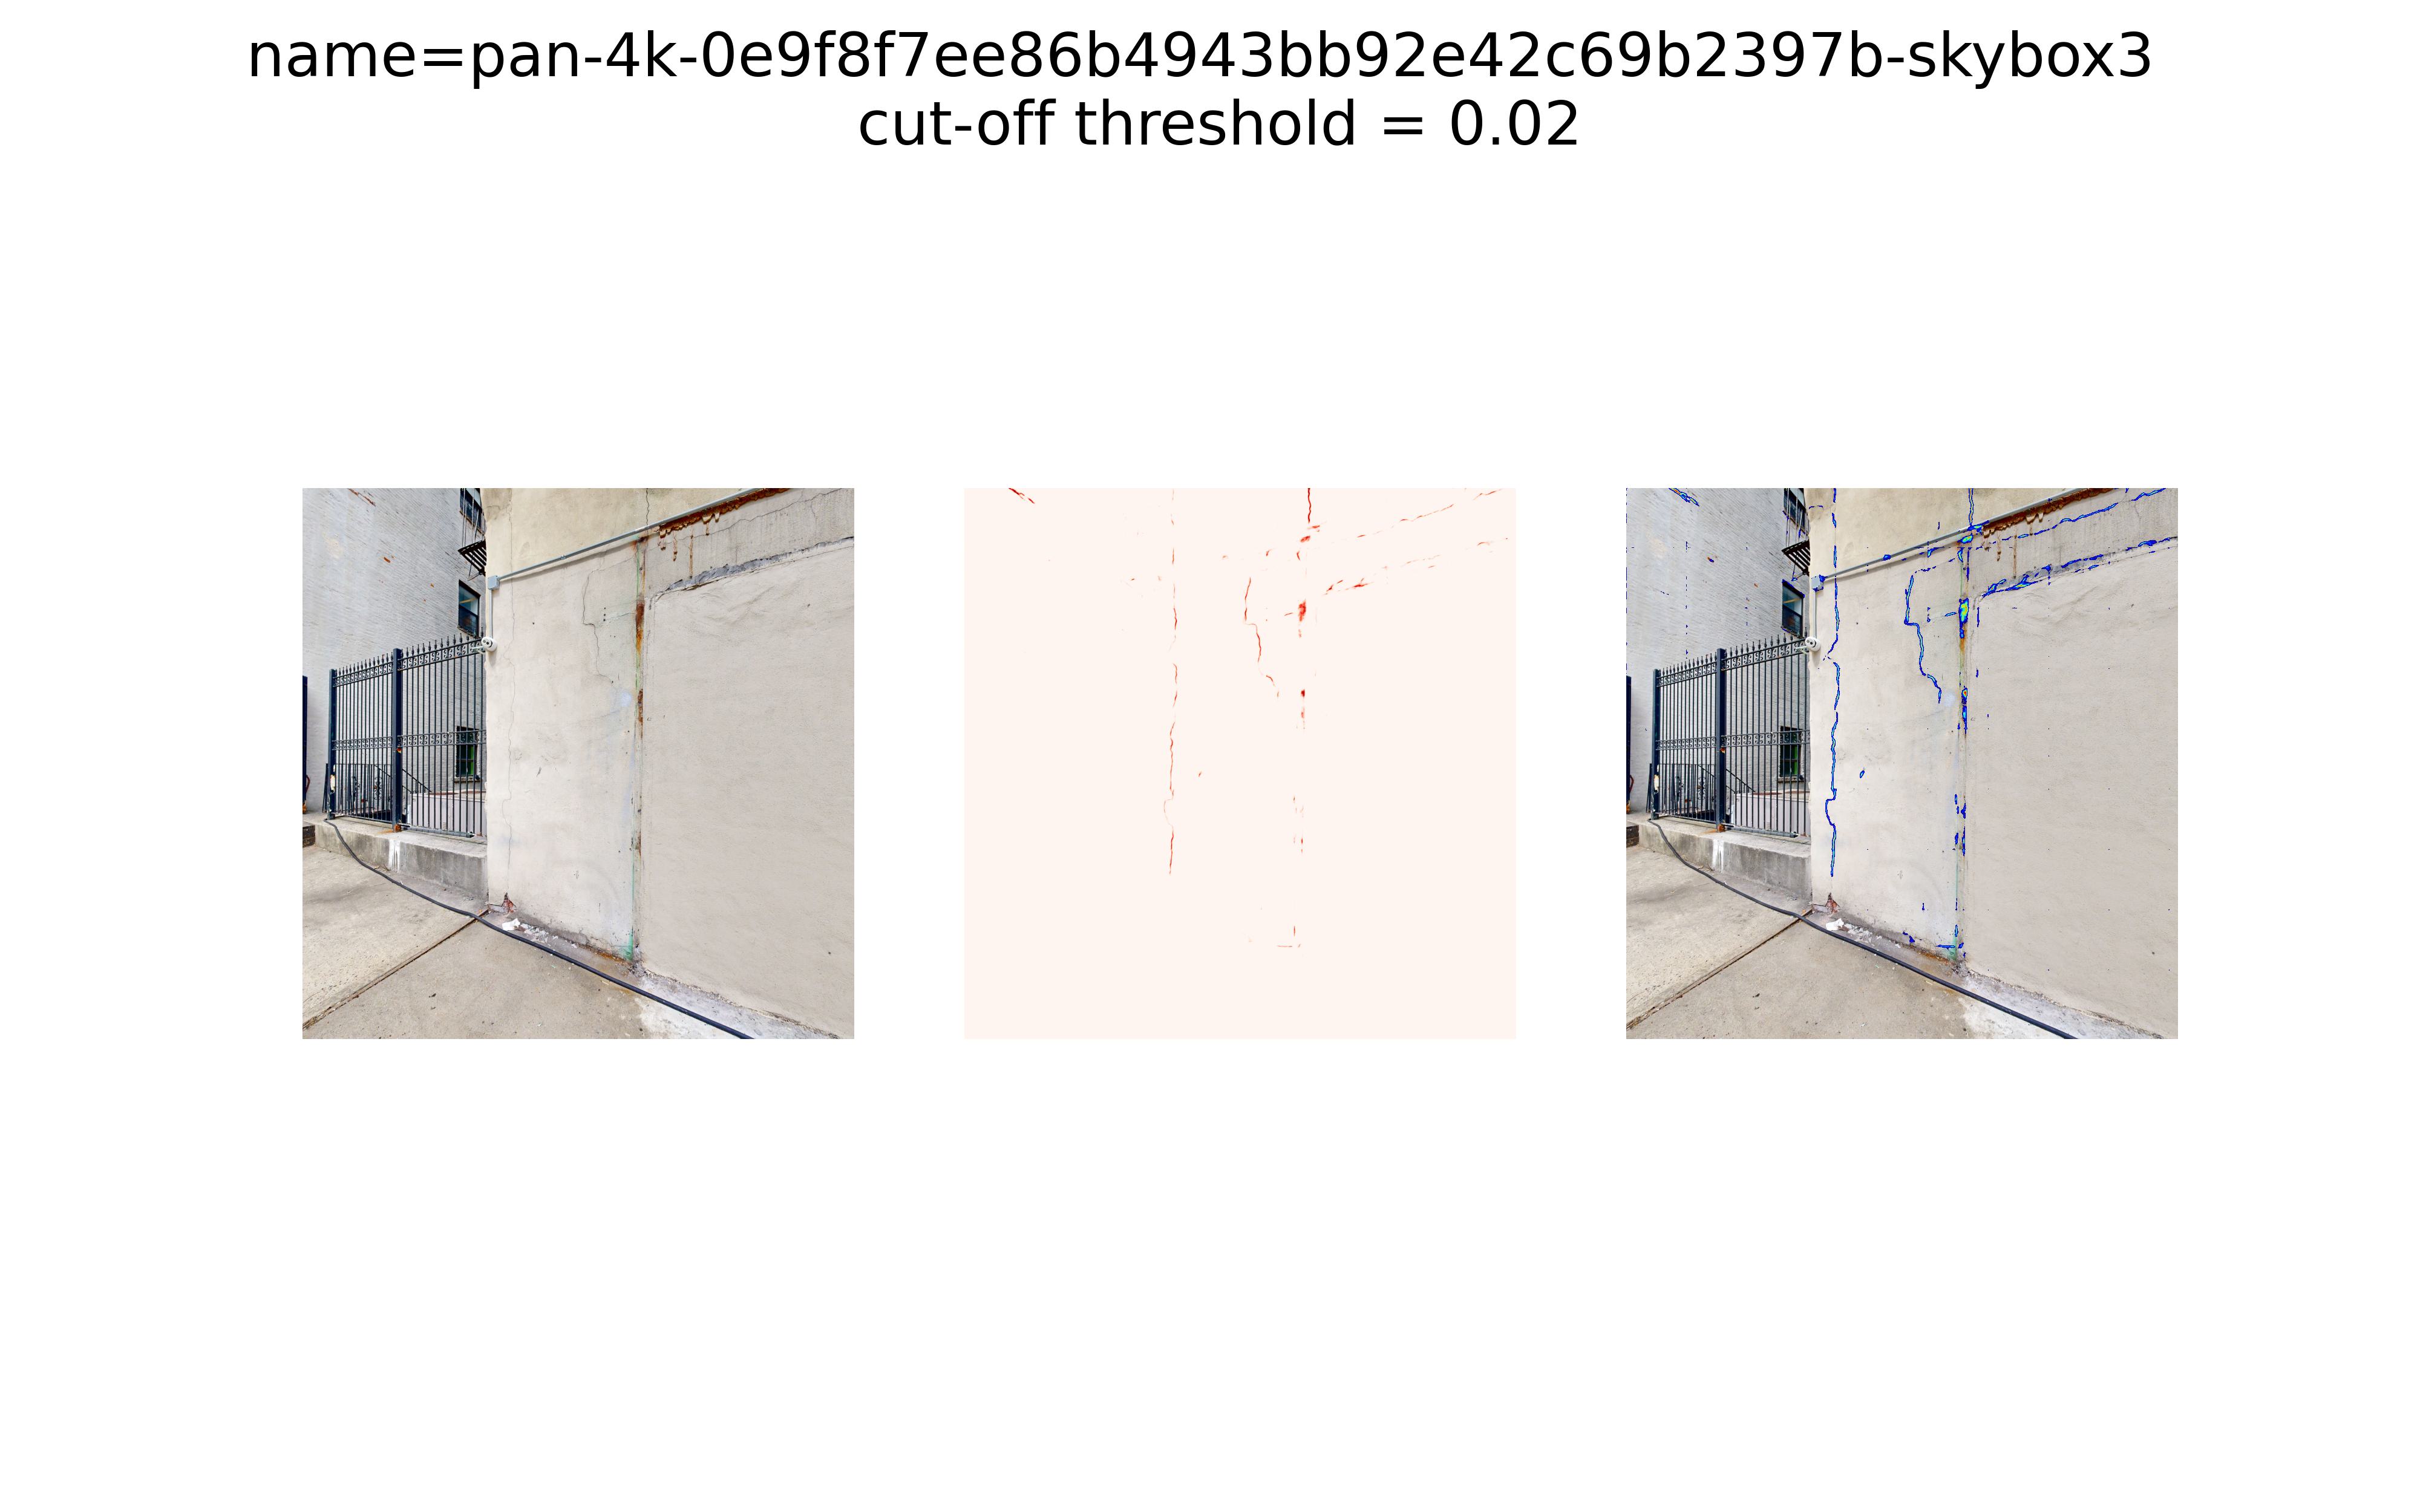 name=pan-4k-0e9f8f7ee86b4943bb92e42c69b2397b-skybox3
cut-off threshold = 0.02